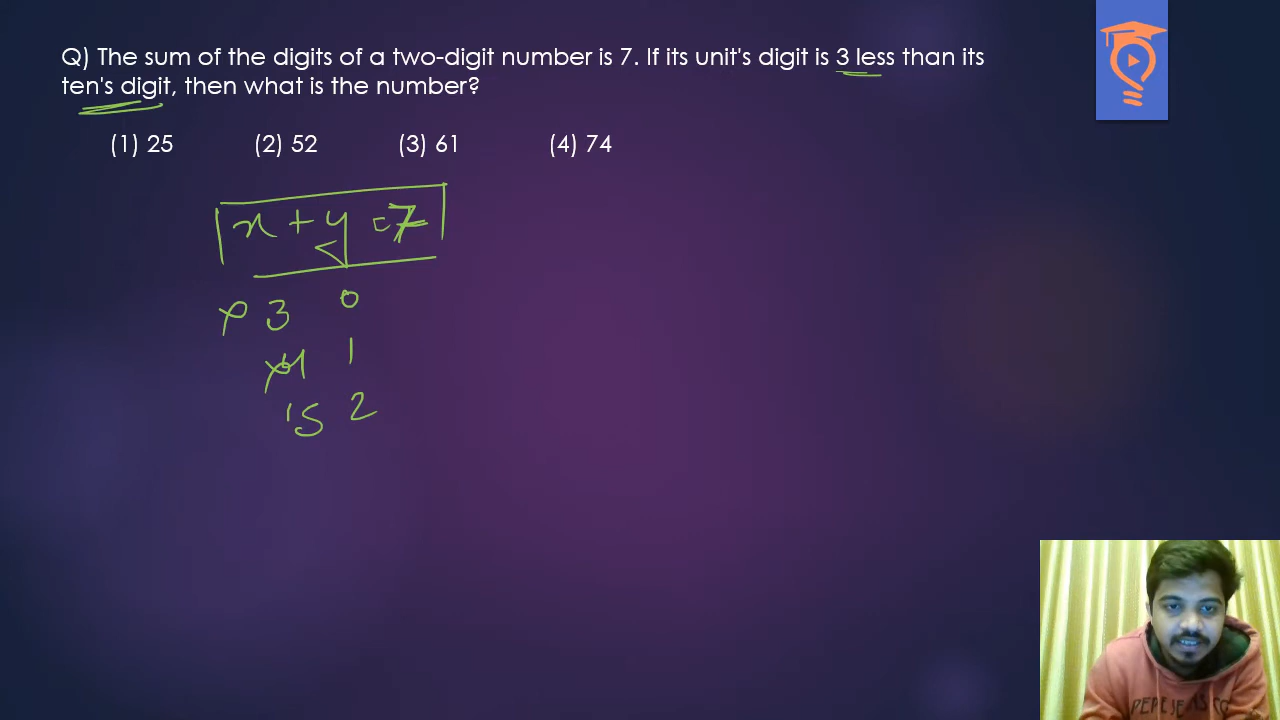 Q) The sum of the digits of a two-digit number is 7. If its unit's digit is 3 less than its
ten's digit, then what is the number?
(1) 25 (2) 52 (3) 61 (4) 74
x + y = 7
3 0
4 1
5 2